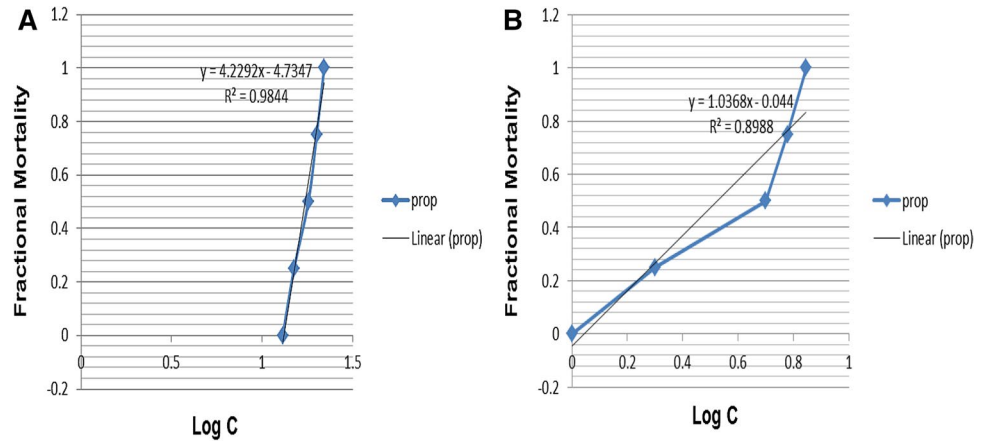 A
1.2
1
0.8
0.6
0.4
0.2
0
-0.2
0
0.5
1
1.5
Fractional Mortality
Log C
y = 4.2292x - 4.7347
R² = 0.9844
prop
Linear (prop)
B
1.2
1
0.8
0.6
0.4
0.2
0
-0.2
0
0.2
0.4
0.6
0.8
1
Fractional Mortality
Log C
y = 1.0368x - 0.044
R² = 0.8988
prop
Linear (prop)